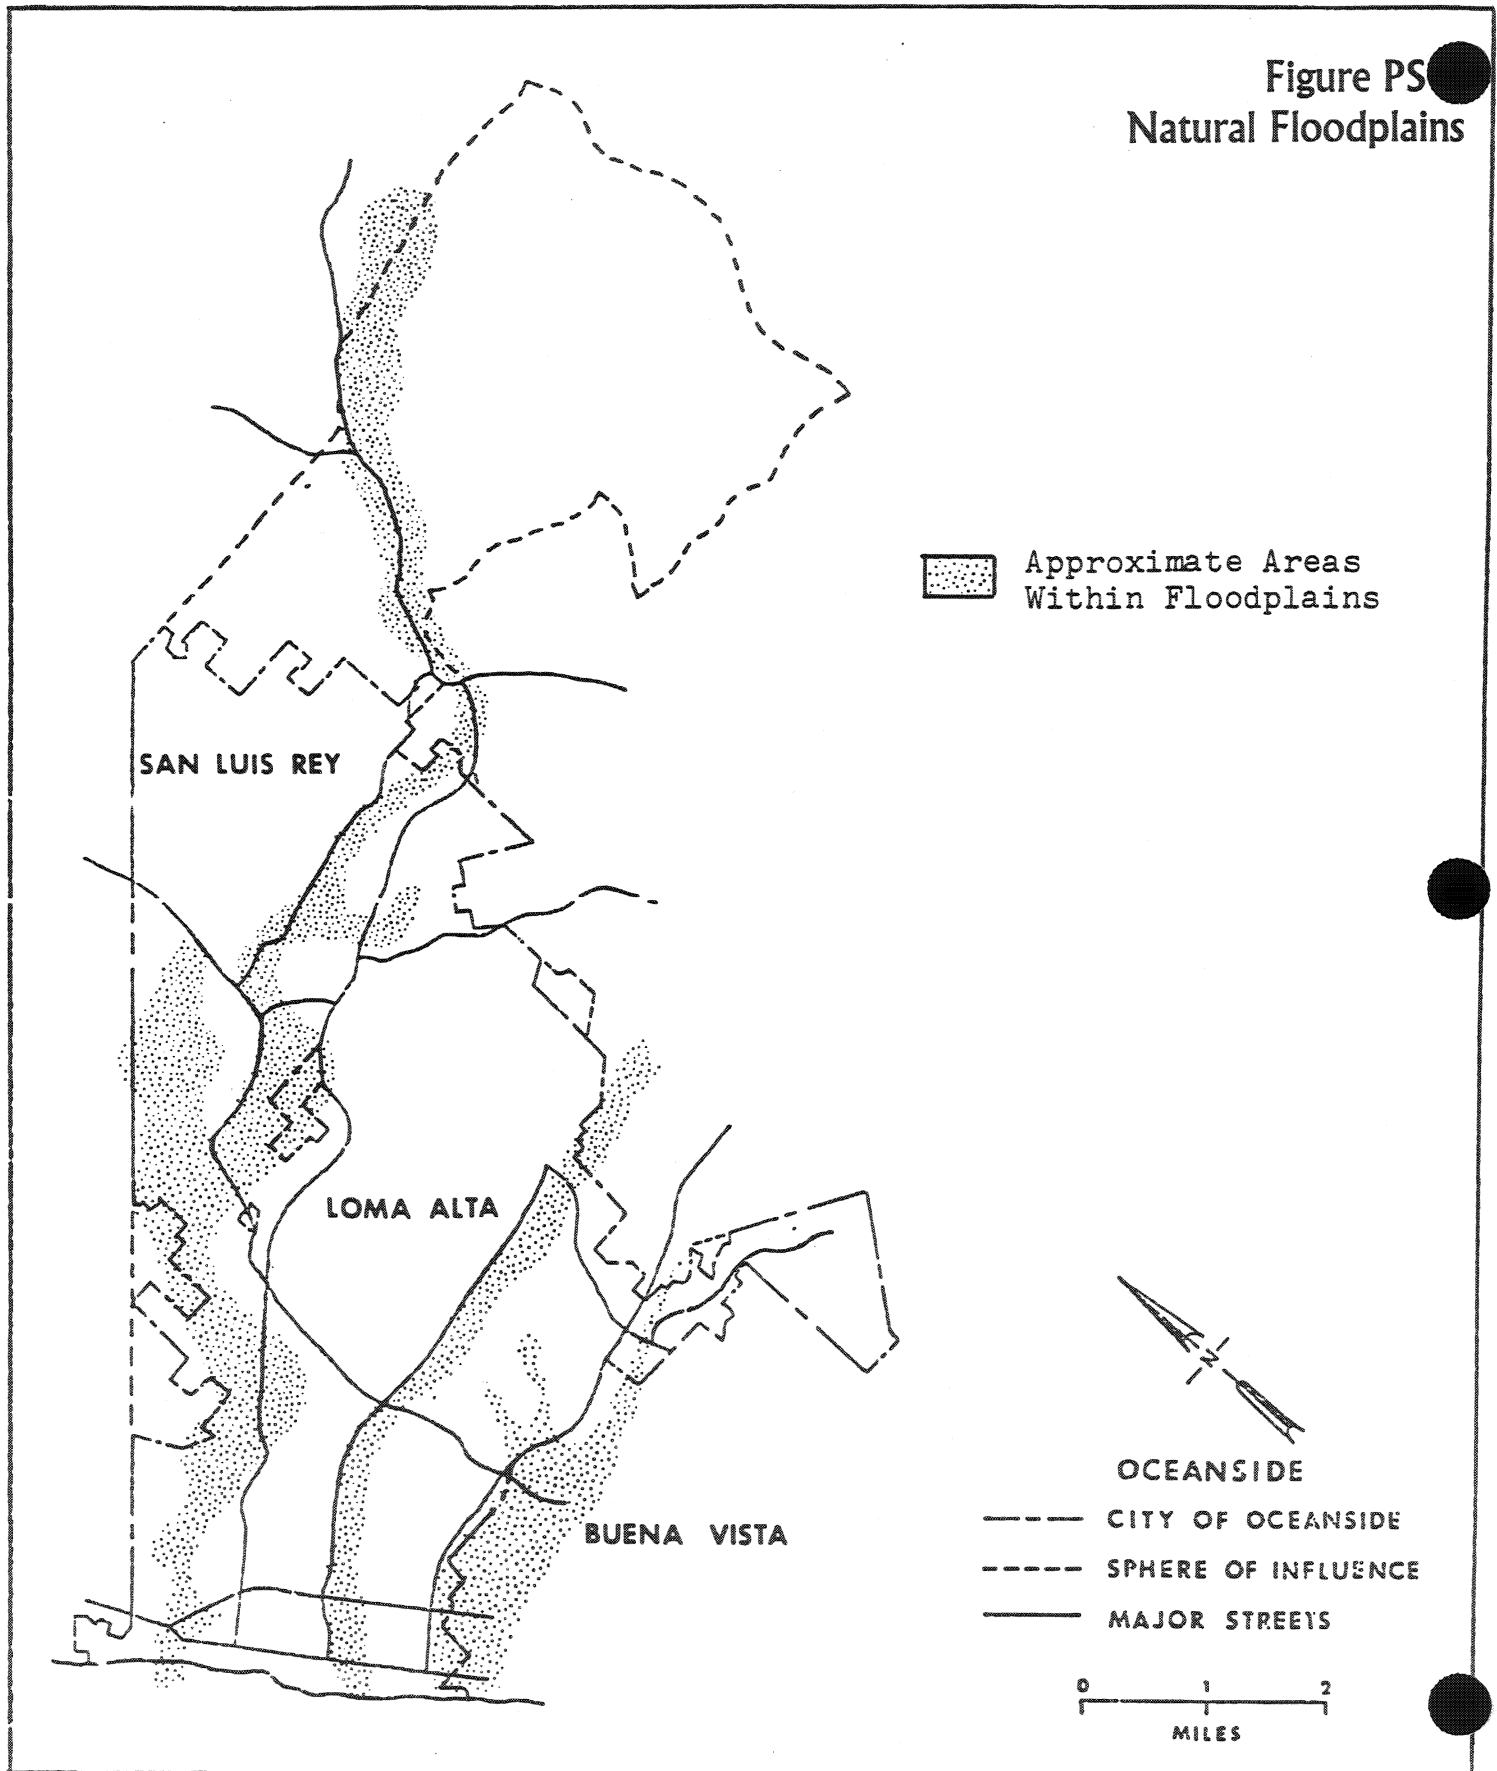 Figure PS
Natural Floodplains
Approximate Areas
Within Floodplains
SAN LUIS REY
LOMA ALTA
BUENA VISTA
N
OCEANSIDE
CITY OF OCEANSIDE
SPHERE OF INFLUENCE
MAJOR STREETS
0 1 2
MILES